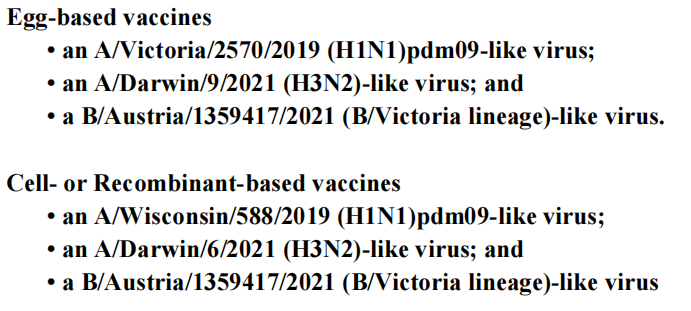 Egg-based vaccines
• an A/Victoria/2570/2019 (H1N1)pdm09-like virus;
• an A/Darwin/9/2021 (H3N2)-like virus; and
• a B/Austria/1359417/2021 (B/Victoria lineage)-like virus.
Cell- or Recombinant-based vaccines
• an A/Wisconsin/588/2019 (H1N1)pdm09-like virus;
• an A/Darwin/6/2021 (H3N2)-like virus; and
• a B/Austria/1359417/2021 (B/Victoria lineage)-like virus